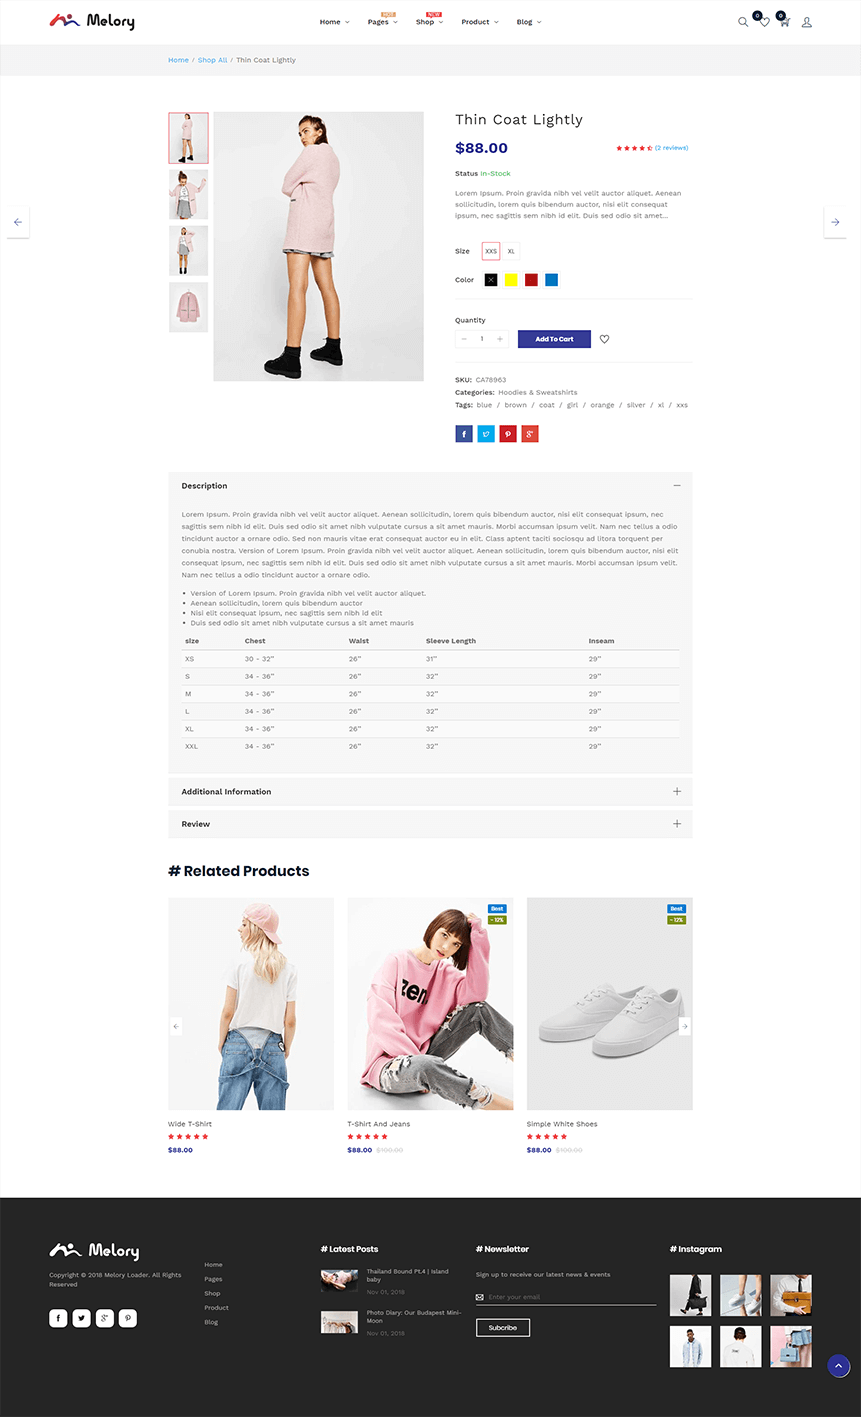 Melory
Home
HOT
Pages
NEW
Shop
Product
Blog
0
0
Home / Shop All / Thin Coat Lightly
Thin Coat Lightly
$88.00
(2 reviews)
Status In-Stock
Lorem Ipsum. Proin gravida nibh vel velit auctor aliquet. Aenean
sollicitudin, lorem quis bibendum auctor, nisi elit consequat
ipsum, nec sagittis sem nibh id elit. Duis sed odio sit amet...
Size XXS XL
Color
Quantity
− 1 + Add To Cart
SKU: CA78963
Categories: Hoodies & Sweatshirts
Tags: blue / brown / coat / girl / orange / silver / xl / xxs
Description
Lorem Ipsum. Proin gravida nibh vel velit auctor aliquet. Aenean sollicitudin, lorem quis bibendum auctor, nisi elit consequat ipsum, nec
sagittis sem nibh id elit. Duis sed odio sit amet nibh vulputate cursus a sit amet mauris. Morbi accumsan ipsum velit. Nam nec tellus a odio
tincidunt auctor a ornare odio. Sed non mauris vitae erat consequat auctor eu in elit. Class aptent taciti sociosqu ad litora torquent per
conubia nostra. Version of Lorem Ipsum. Proin gravida nibh vel velit auctor aliquet. Aenean sollicitudin, lorem quis bibendum auctor, nisi elit
consequat ipsum, nec sagittis sem nibh id elit. Duis sed odio sit amet nibh vulputate cursus a sit amet mauris. Morbi accumsan ipsum velit.
Nam nec tellus a odio tincidunt auctor a ornare odio.
• Version of Lorem Ipsum. Proin gravida nibh vel velit auctor aliquet.
• Aenean sollicitudin, lorem quis bibendum auctor
• Nisi elit consequat ipsum, nec sagittis sem nibh id elit
• Duis sed odio sit amet nibh vulputate cursus a sit amet mauris
size Chest Waist Sleeve Length Inseam
XS 30 - 32" 26" 31" 29"
S 34 - 36" 26" 32" 29"
M 34 - 36" 26" 32" 29"
L 34 - 36" 26" 32" 29"
XL 34 - 36" 26" 32" 29"
XXL 34 - 36" 26" 32" 29"
Additional Information
Review
# Related Products
Best
- 12%
Best
- 12%
zen
Wide T-Shirt
$88.00
T-Shirt And Jeans
$88.00 $100.00
Simple White Shoes
$88.00 $100.00
Melory
Copyright © 2018 Melory Loader. All Rights
Reserved
Home
Pages
Shop
Product
Blog
# Latest Posts
Thailand Bound Pt.4 | Island
baby
Nov 01, 2018
Photo Diary: Our Budapest Mini-
Moon
Nov 01, 2018
# Newsletter
Sign up to receive our latest news & events
Enter your email
Subcribe
# Instagram